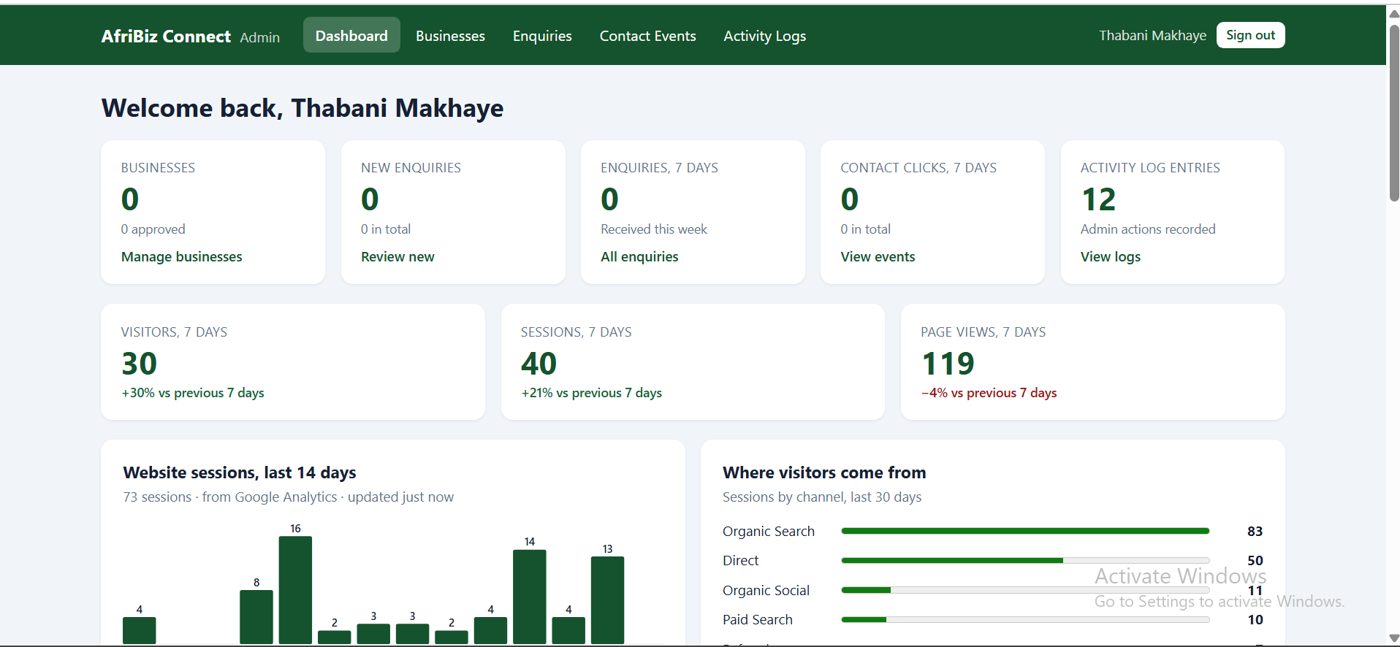 AfriBiz Connect Admin Dashboard Businesses Enquiries Contact Events Activity Logs Thabani Makhaye Sign out
Welcome back, Thabani Makhaye
BUSINESSES
0
0 approved
Manage businesses
NEW ENQUIRIES
0
0 in total
Review new
ENQUIRIES, 7 DAYS
0
Received this week
All enquiries
CONTACT CLICKS, 7 DAYS
0
0 in total
View events
ACTIVITY LOG ENTRIES
12
Admin actions recorded
View logs
VISITORS, 7 DAYS
30
+30% vs previous 7 days
SESSIONS, 7 DAYS
40
+21% vs previous 7 days
PAGE VIEWS, 7 DAYS
119
−4% vs previous 7 days
Website sessions, last 14 days
73 sessions · from Google Analytics · updated just now
4 8 16 2 3 3 2 4 14 4 13
Where visitors come from
Sessions by channel, last 30 days
Organic Search 83
Direct 50
Organic Social 11
Paid Search 10
Activate Windows
Go to Settings to activate Windows.